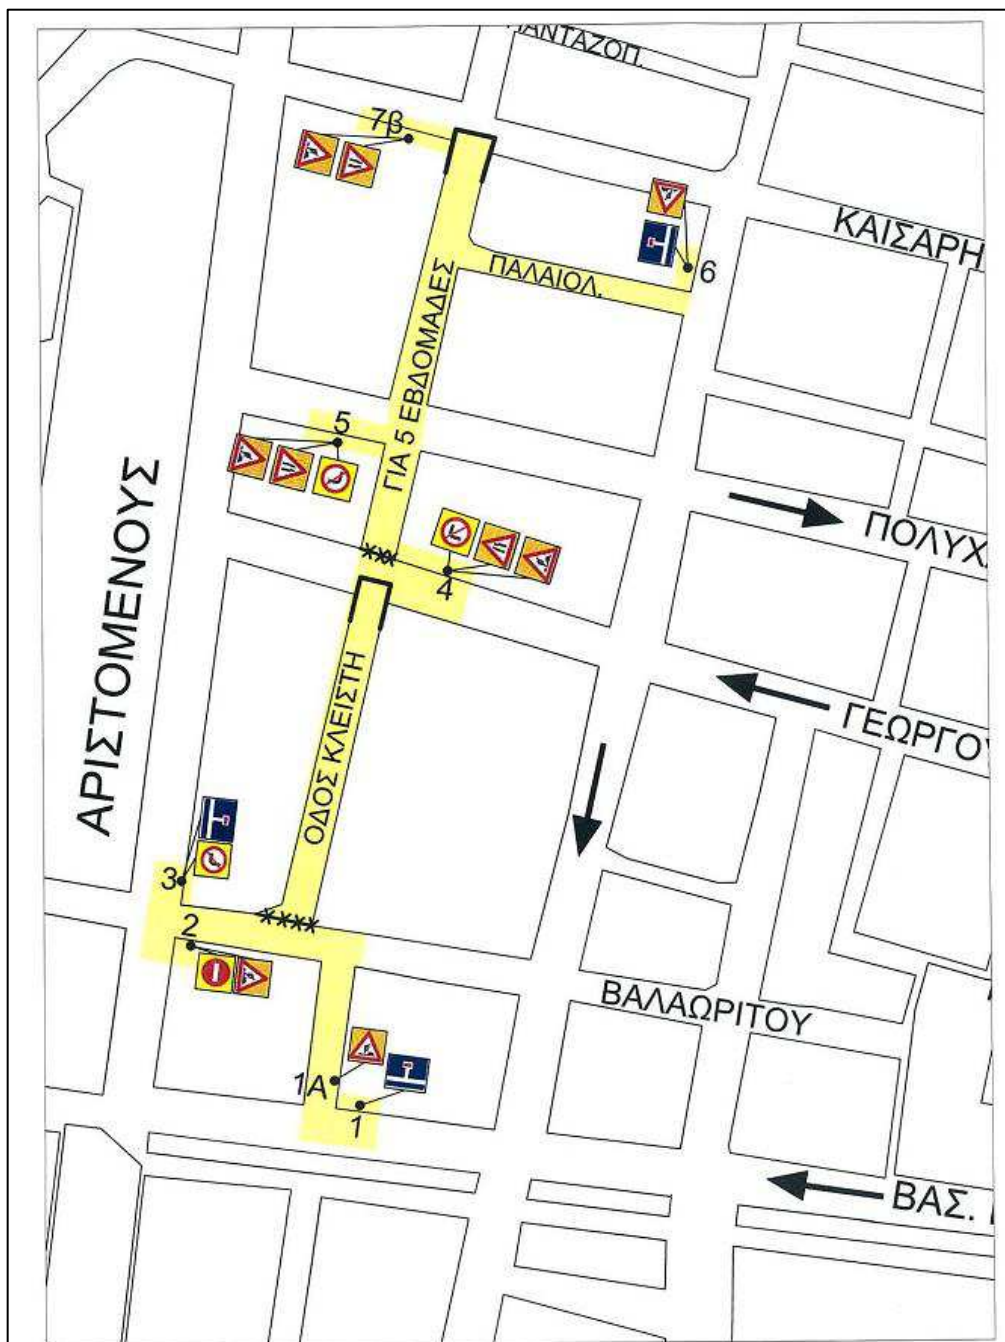 ΠΑΝΤΑΖΟΠ.
7β
ΚΑΙΣΑΡΗ
6
ΠΑΛΑΙΟΛ.
ΓΙΑ 5 ΕΒΔΟΜΑΔΕΣ
5
ΠΟΛΥΧ
4
ΑΡΙΣΤΟΜΕΝΟΥΣ
ΟΔΟΣ ΚΛΕΙΣΤΗ
ΓΕΩΡΓΟΥ
3
2
ΒΑΛΑΩΡΙΤΟΥ
1Α
1
ΒΑΣ.